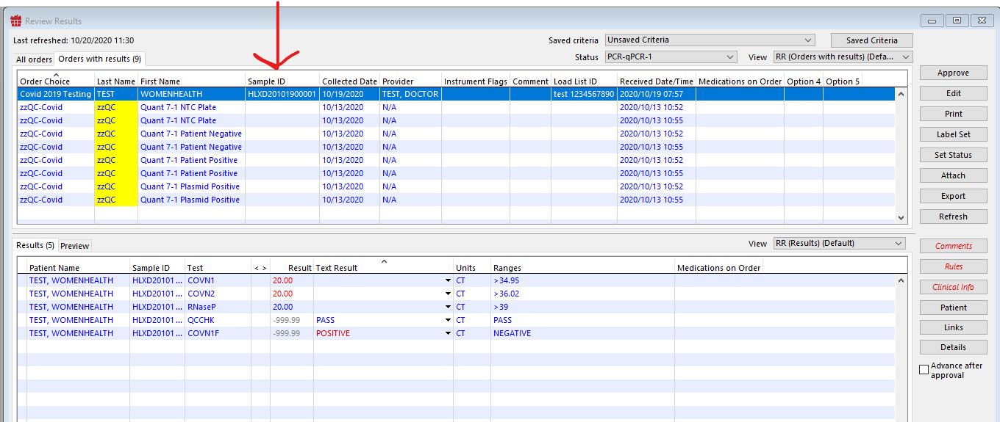 Review Results
Last refreshed: 10/20/2020 11:30
Saved criteria Unsaved Criteria Saved Criteria
All orders Orders with results (9) Status PCR-qPCR-1 View RR (Orders with results) (Defa...
Order Choice Last Name First Name Sample ID Collected Date Provider Instrument Flags Comment Load List ID Received Date/Time Medications on Order Option 4 Option 5
Covid 2019 Testing TEST WOMENHEALTH HLXD20101900001 10/19/2020 TEST, DOCTOR test 1234567890 2020/10/19 07:57
zzQC-Covid zzQC Quant 7-1 NTC Plate 10/13/2020 N/A 2020/10/13 10:52
zzQC-Covid zzQC Quant 7-1 NTC Plate 10/13/2020 N/A 2020/10/13 10:55
zzQC-Covid zzQC Quant 7-1 Patient Negative 10/13/2020 N/A 2020/10/13 10:52
zzQC-Covid zzQC Quant 7-1 Patient Negative 10/13/2020 N/A 2020/10/13 10:55
zzQC-Covid zzQC Quant 7-1 Patient Positive 10/13/2020 N/A 2020/10/13 10:52
zzQC-Covid zzQC Quant 7-1 Patient Positive 10/13/2020 N/A 2020/10/13 10:55
zzQC-Covid zzQC Quant 7-1 Plasmid Positive 10/13/2020 N/A 2020/10/13 10:52
zzQC-Covid zzQC Quant 7-1 Plasmid Positive 10/13/2020 N/A 2020/10/13 10:55
Approve
Edit
Print
Label Set
Set Status
Attach
Export
Refresh
Results (5) Preview View RR (Results) (Default)
Patient Name Sample ID Test < > Result Text Result Units Ranges Medications on Order
TEST, WOMENHEALTH HLXD20101 ... COVN1 20.00 CT >34.95
TEST, WOMENHEALTH HLXD20101 ... COVN2 20.00 CT >36.02
TEST, WOMENHEALTH HLXD20101 ... RNaseP 20.00 CT >39
TEST, WOMENHEALTH HLXD20101 ... QCCHK -999.99 PASS CT PASS
TEST, WOMENHEALTH HLXD20101 ... COVN1F -999.99 POSITIVE CT NEGATIVE
Comments
Rules
Clinical Info
Patient
Links
Details
Advance after
approval